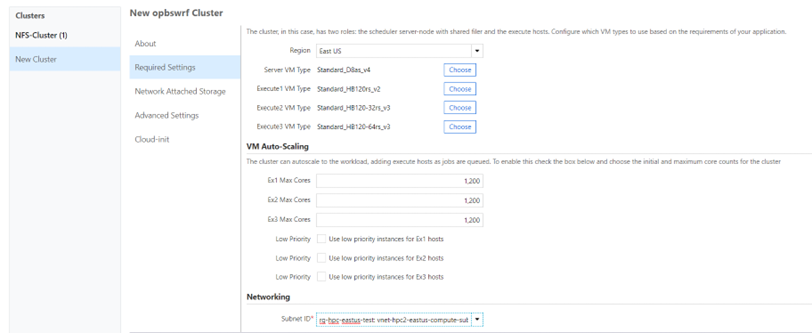 Clusters
NFS-Cluster (1)
New Cluster
New opbswrf Cluster
About
Required Settings
Network Attached Storage
Advanced Settings
Cloud-init
The cluster, in this case, has two roles: the scheduler server-node with shared filer and the execute hosts. Configure which VM types to use based on the requirements of your application.
Region East US
Server VM Type Standard_D8as_v4 Choose
Execute1 VM Type Standard_HB120rs_v2 Choose
Execute2 VM Type Standard_HB120-32rs_v3 Choose
Execute3 VM Type Standard_HB120-64rs_v3 Choose
VM Auto-Scaling
The cluster can autoscale to the workload, adding execute hosts as jobs are queued. To enable this check the box below and choose the initial and maximum core counts for the cluster
Ex1 Max Cores 1,200
Ex2 Max Cores 1,200
Ex3 Max Cores 1,200
Low Priority Use low priority instances for Ex1 hosts
Low Priority Use low priority instances for Ex2 hosts
Low Priority Use low priority instances for Ex3 hosts
Networking
Subnet ID* rg-hpc-eastus-test: vnet-hpc2-eastus-compute-sub